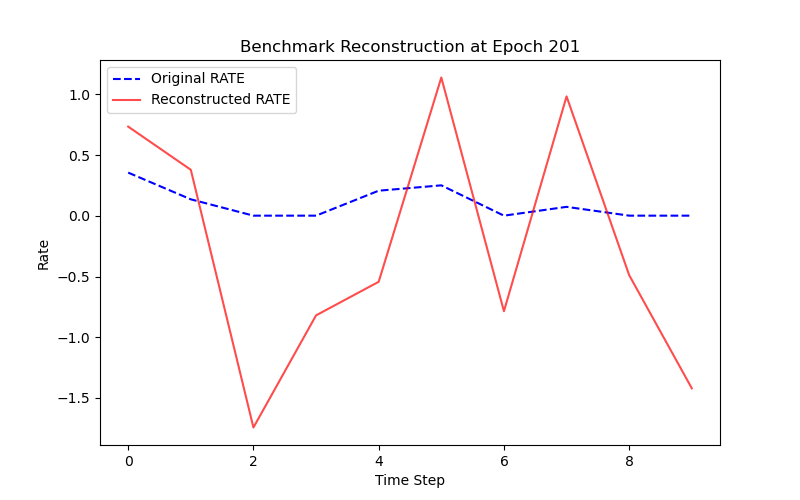 Benchmark Reconstruction at Epoch 201
Original RATE
Reconstructed RATE
1.0
0.5
0.0
−0.5
−1.0
−1.5
Rate
0 2 4 6 8
Time Step